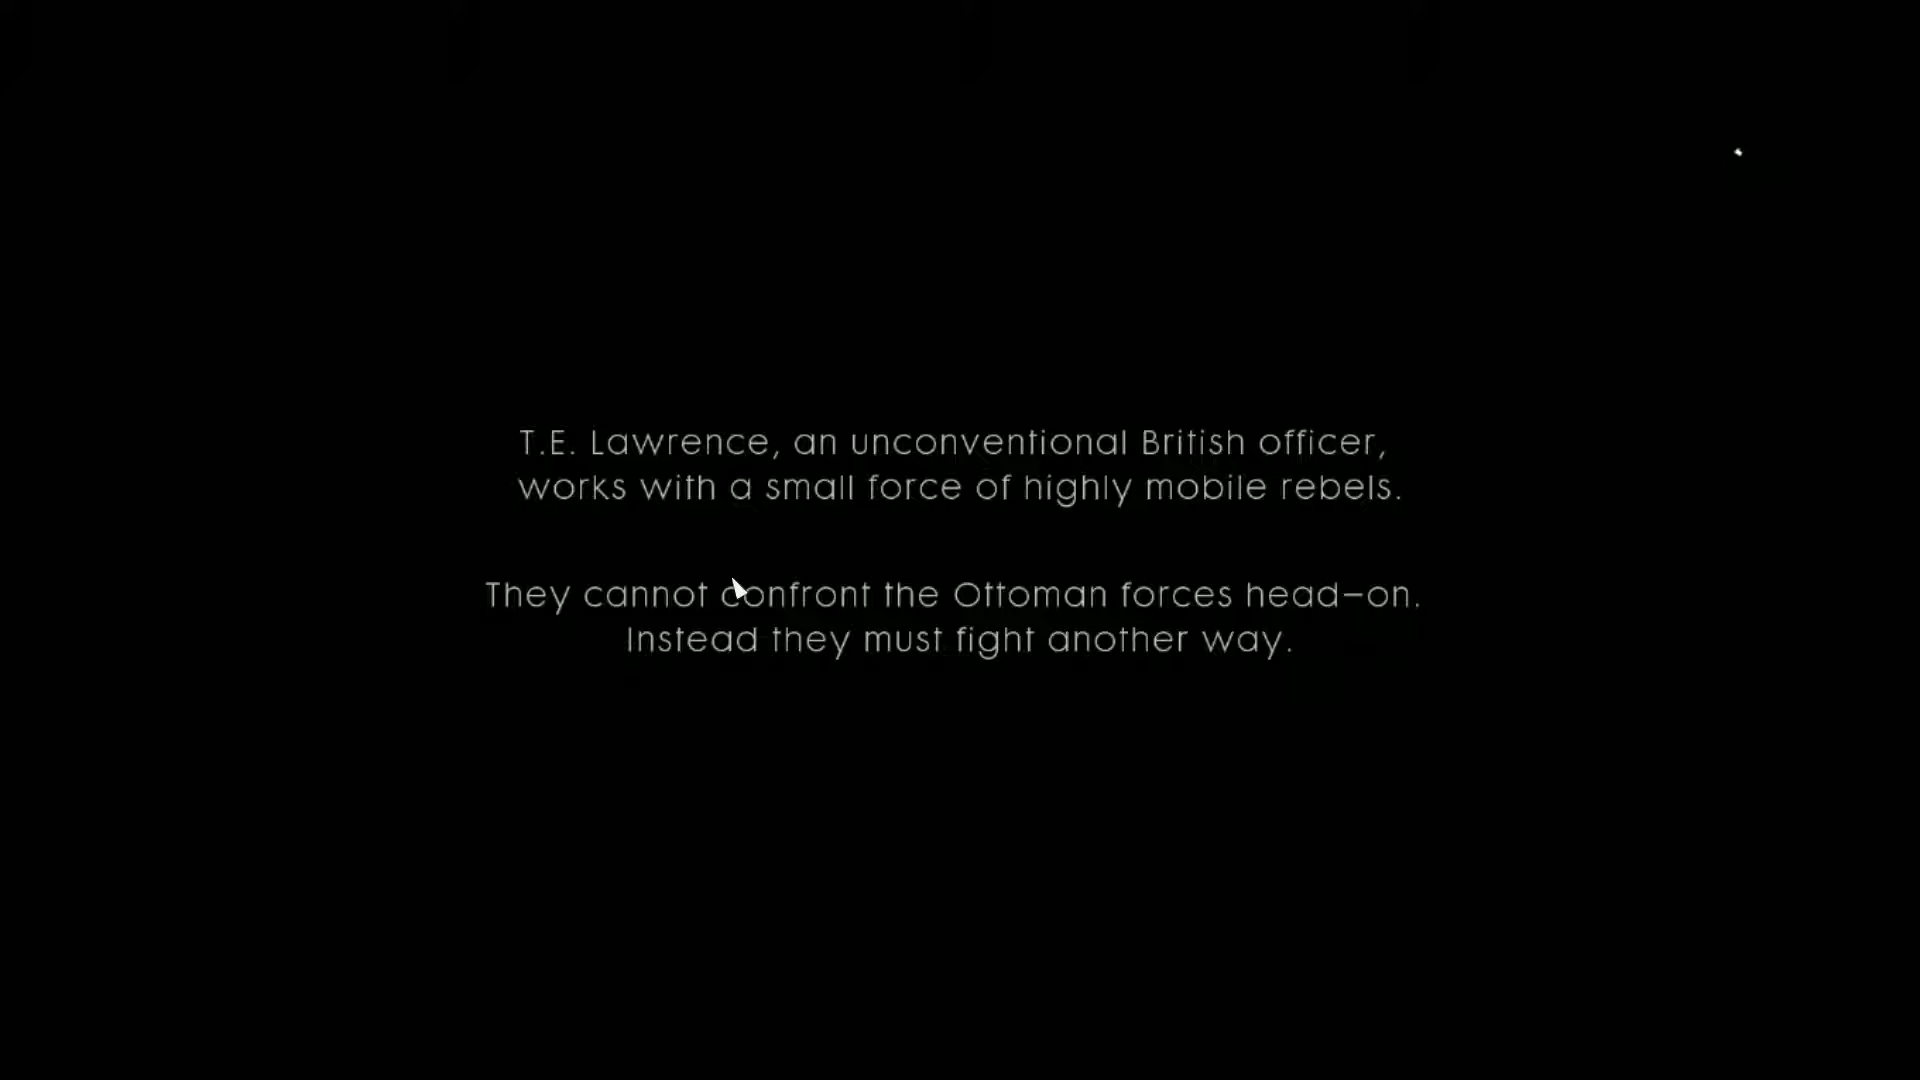 T.E. Lawrence, an unconventional British officer,
works with a small force of highly mobile rebels.
They cannot confront the Ottoman forces head-on.
Instead they must fight another way.